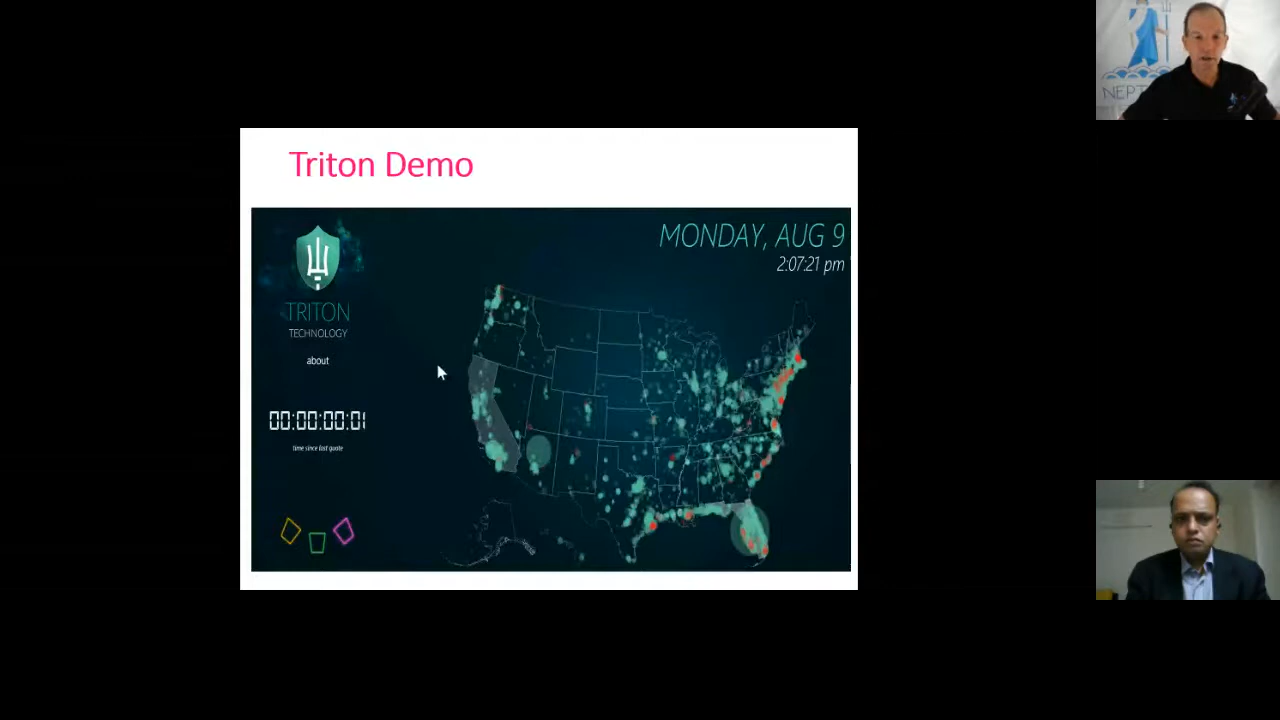 Triton Demo
MONDAY, AUG 9
2:07:21 pm
TRITON
TECHNOLOGY
about
00:00:00:01
time since last quote
NEPT